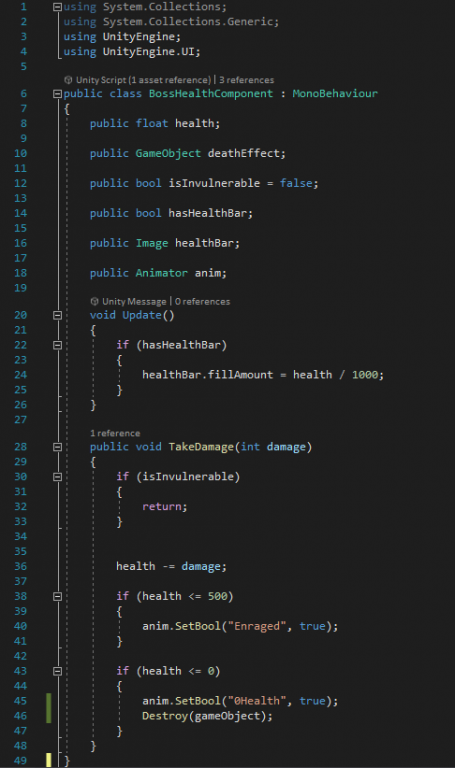 1 using System.Collections;
2 using System.Collections.Generic;
3 using UnityEngine;
4 using UnityEngine.UI;
5
Unity Script (1 asset reference) | 3 references
6 public class BossHealthComponent : MonoBehaviour
7 {
8 public float health;
9
10 public GameObject deathEffect;
11
12 public bool isInvulnerable = false;
13
14 public bool hasHealthBar;
15
16 public Image healthBar;
17
18 public Animator anim;
19
Unity Message | 0 references
20 void Update()
21 {
22 if (hasHealthBar)
23 {
24 healthBar.fillAmount = health / 1000;
25 }
26 }
27
1 reference
28 public void TakeDamage(int damage)
29 {
30 if (isInvulnerable)
31 {
32 return;
33 }
34
35
36 health -= damage;
37
38 if (health <= 500)
39 {
40 anim.SetBool("Enraged", true);
41 }
42
43 if (health <= 0)
44 {
45 anim.SetBool("0Health", true);
46 Destroy(gameObject);
47 }
48 }
49 }